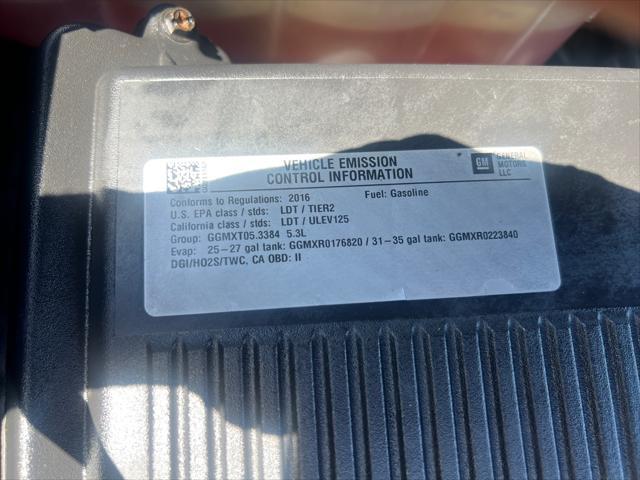 VEHICLE EMISSION
CONTROL INFORMATION
GM
GENERAL
MOTORS
LLC
Conforms to Regulations: 2016 Fuel: Gasoline
U.S. EPA class / stds: LDT / TIER2
California class / stds: LDT / ULEV125
Group: GGMXT05.3384 5.3L
Evap: 25-27 gal tank: GGMXR0176820 / 31-35 gal tank: GGMXR0223840
DGI/HO2S/TWC, CA OBD: II